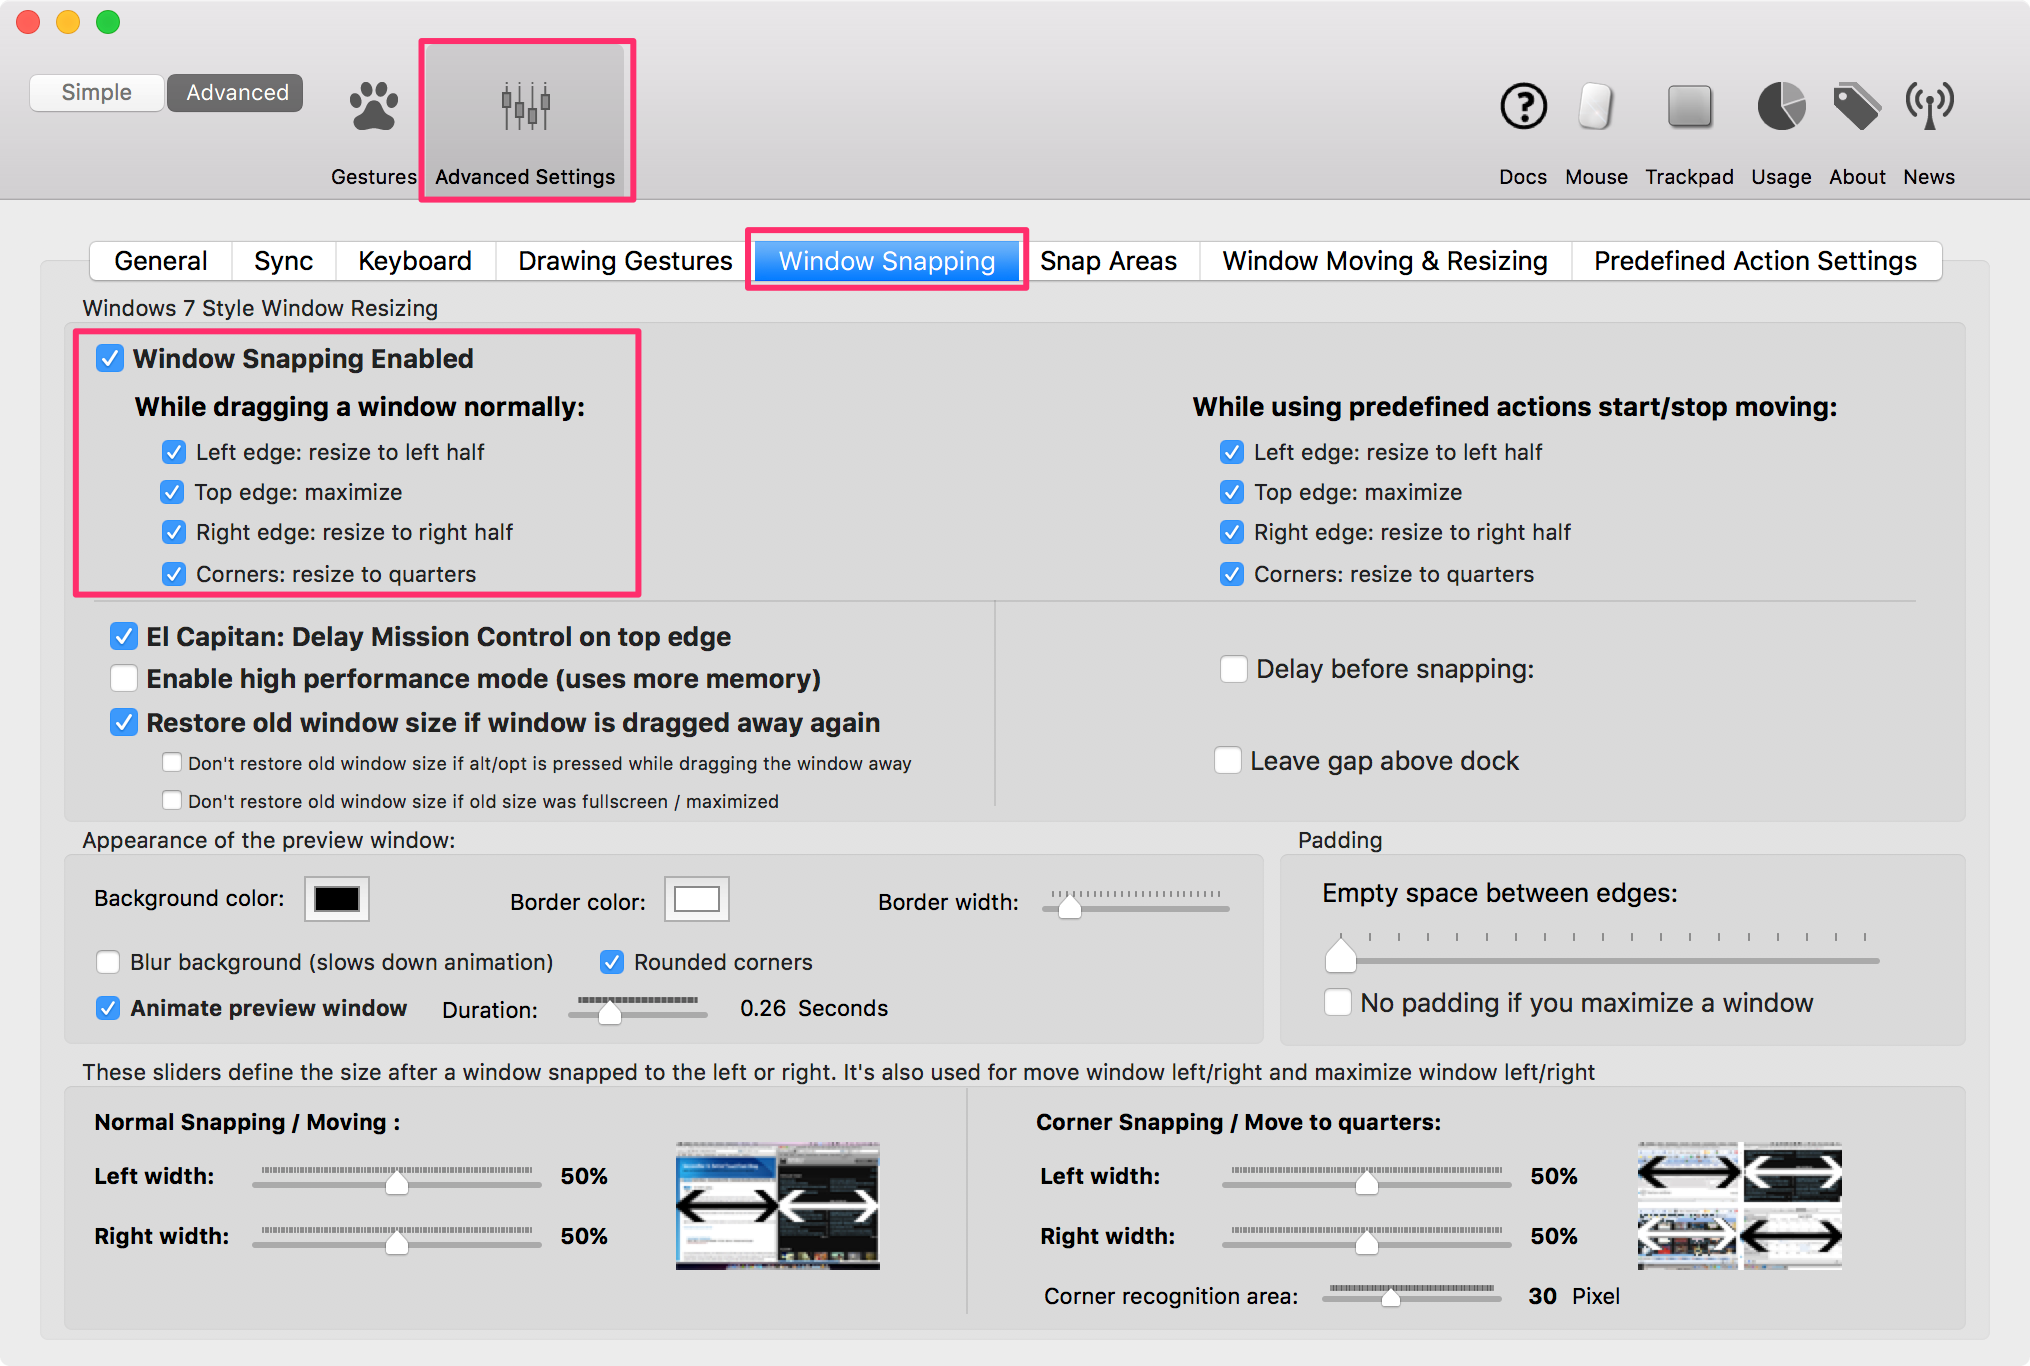 Simple
Advanced
Gestures
Advanced Settings
Docs
Mouse
Trackpad
Usage
About
News
General
Sync
Keyboard
Drawing Gestures
Window Snapping
Snap Areas
Window Moving & Resizing
Predefined Action Settings
Windows 7 Style Window Resizing
Window Snapping Enabled
While dragging a window normally:
Left edge: resize to left half
Top edge: maximize
Right edge: resize to right half
Corners: resize to quarters
While using predefined actions start/stop moving:
Left edge: resize to left half
Top edge: maximize
Right edge: resize to right half
Corners: resize to quarters
El Capitan: Delay Mission Control on top edge
Enable high performance mode (uses more memory)
Restore old window size if window is dragged away again
Don't restore old window size if alt/opt is pressed while dragging the window away
Don't restore old window size if old size was fullscreen / maximized
Delay before snapping:
Leave gap above dock
Appearance of the preview window:
Background color:
Border color:
Border width:
Blur background (slows down animation)
Rounded corners
Animate preview window
Duration:
0.26 Seconds
Padding
Empty space between edges:
No padding if you maximize a window
These sliders define the size after a window snapped to the left or right. It's also used for move window left/right and maximize window left/right
Normal Snapping / Moving :
Left width:
50%
Right width:
50%
Corner Snapping / Move to quarters:
Left width:
50%
Right width:
50%
Corner recognition area:
30 Pixel